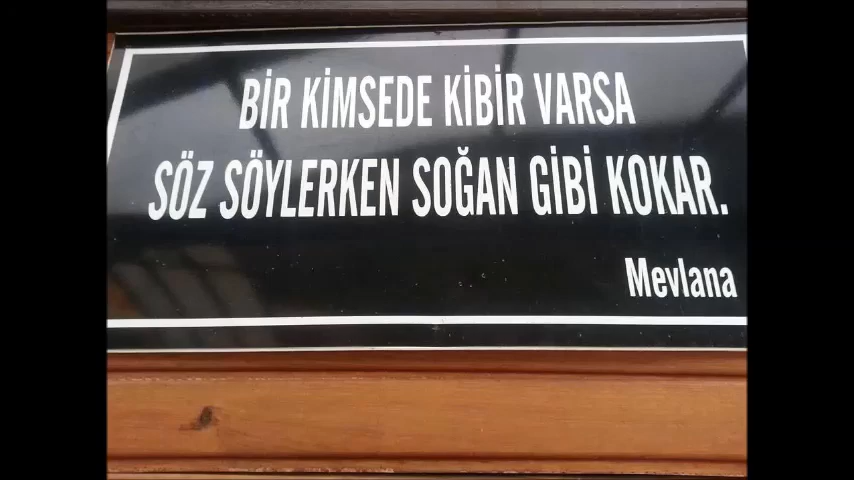 BİR KİMSEDE KİBİR VARSA
SÖZ SÖYLERKEN SOĞAN GİBİ KOKAR.
Mevlana